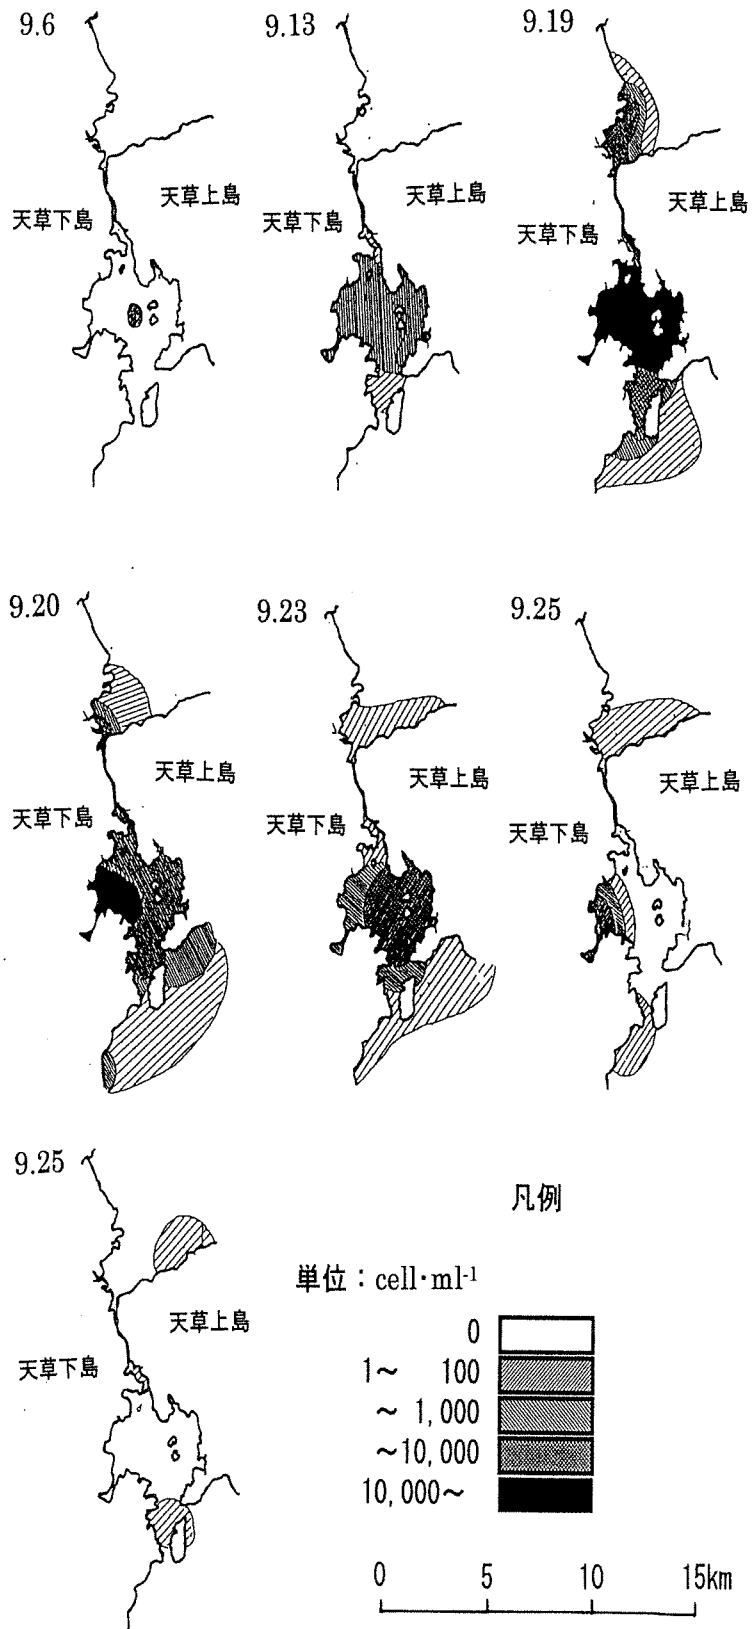 9.6
9.13
9.19
天草上島
天草下島
天草上島
天草下島
天草上島
天草下島
9.20
9.23
9.25
天草上島
天草下島
天草上島
天草下島
天草上島
天草下島
9.25
天草上島
天草下島
凡例
単位：cell･ml⁻¹
0
1～ 100
～ 1,000
～10,000
10,000～
0 5 10 15km